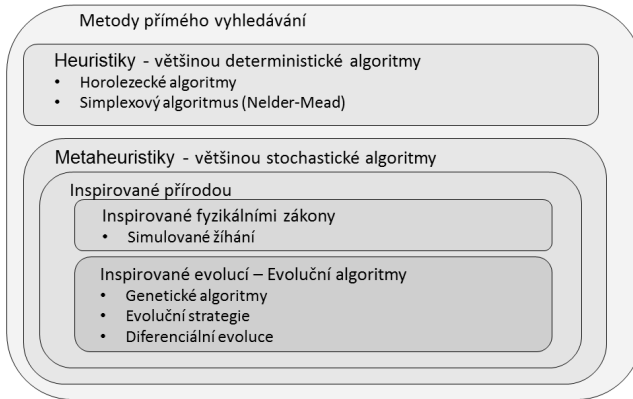 Metody přímého vyhledávání
Heuristiky - většinou deterministické algoritmy
• Horolezecké algoritmy
• Simplexový algoritmus (Nelder-Mead)
Metaheuristiky - většinou stochastické algoritmy
Inspirované přírodou
Inspirované fyzikálními zákony
• Simulované žíhání
Inspirované evolucí – Evoluční algoritmy
• Genetické algoritmy
• Evoluční strategie
• Diferenciální evoluce